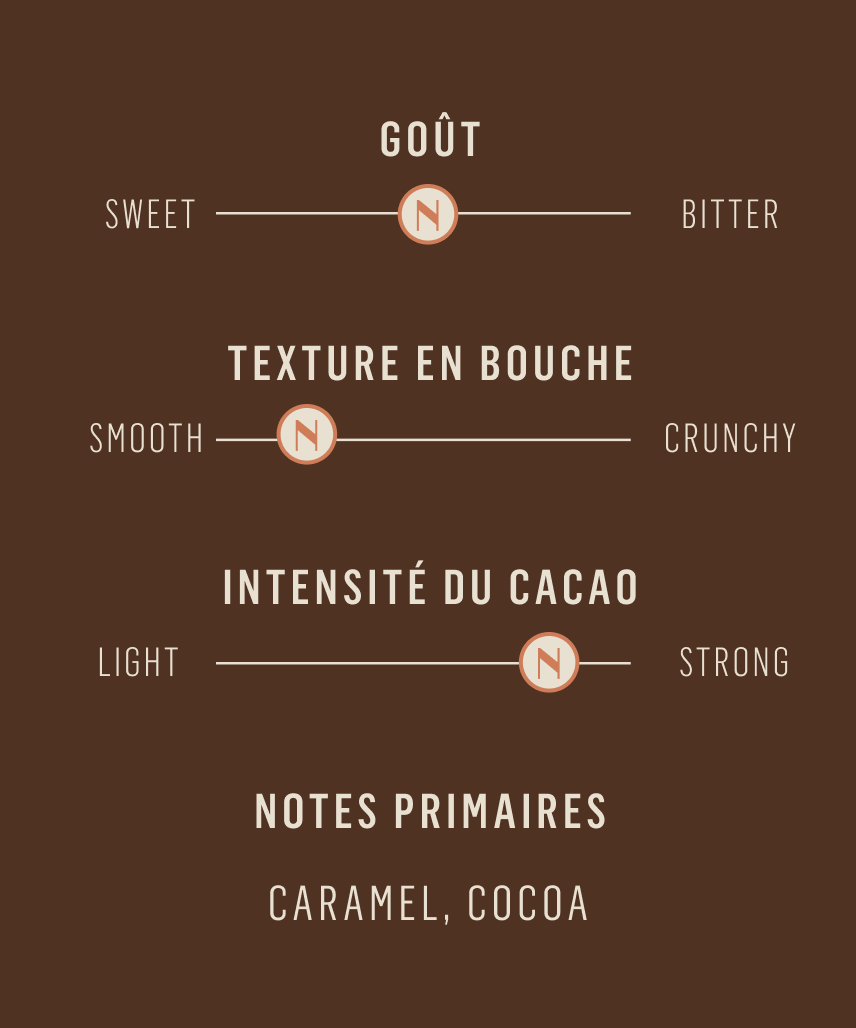 GOÛT
SWEET N BITTER
TEXTURE EN BOUCHE
SMOOTH N CRUNCHY
INTENSITÉ DU CACAO
LIGHT N STRONG
NOTES PRIMAIRES
CARAMEL, COCOA